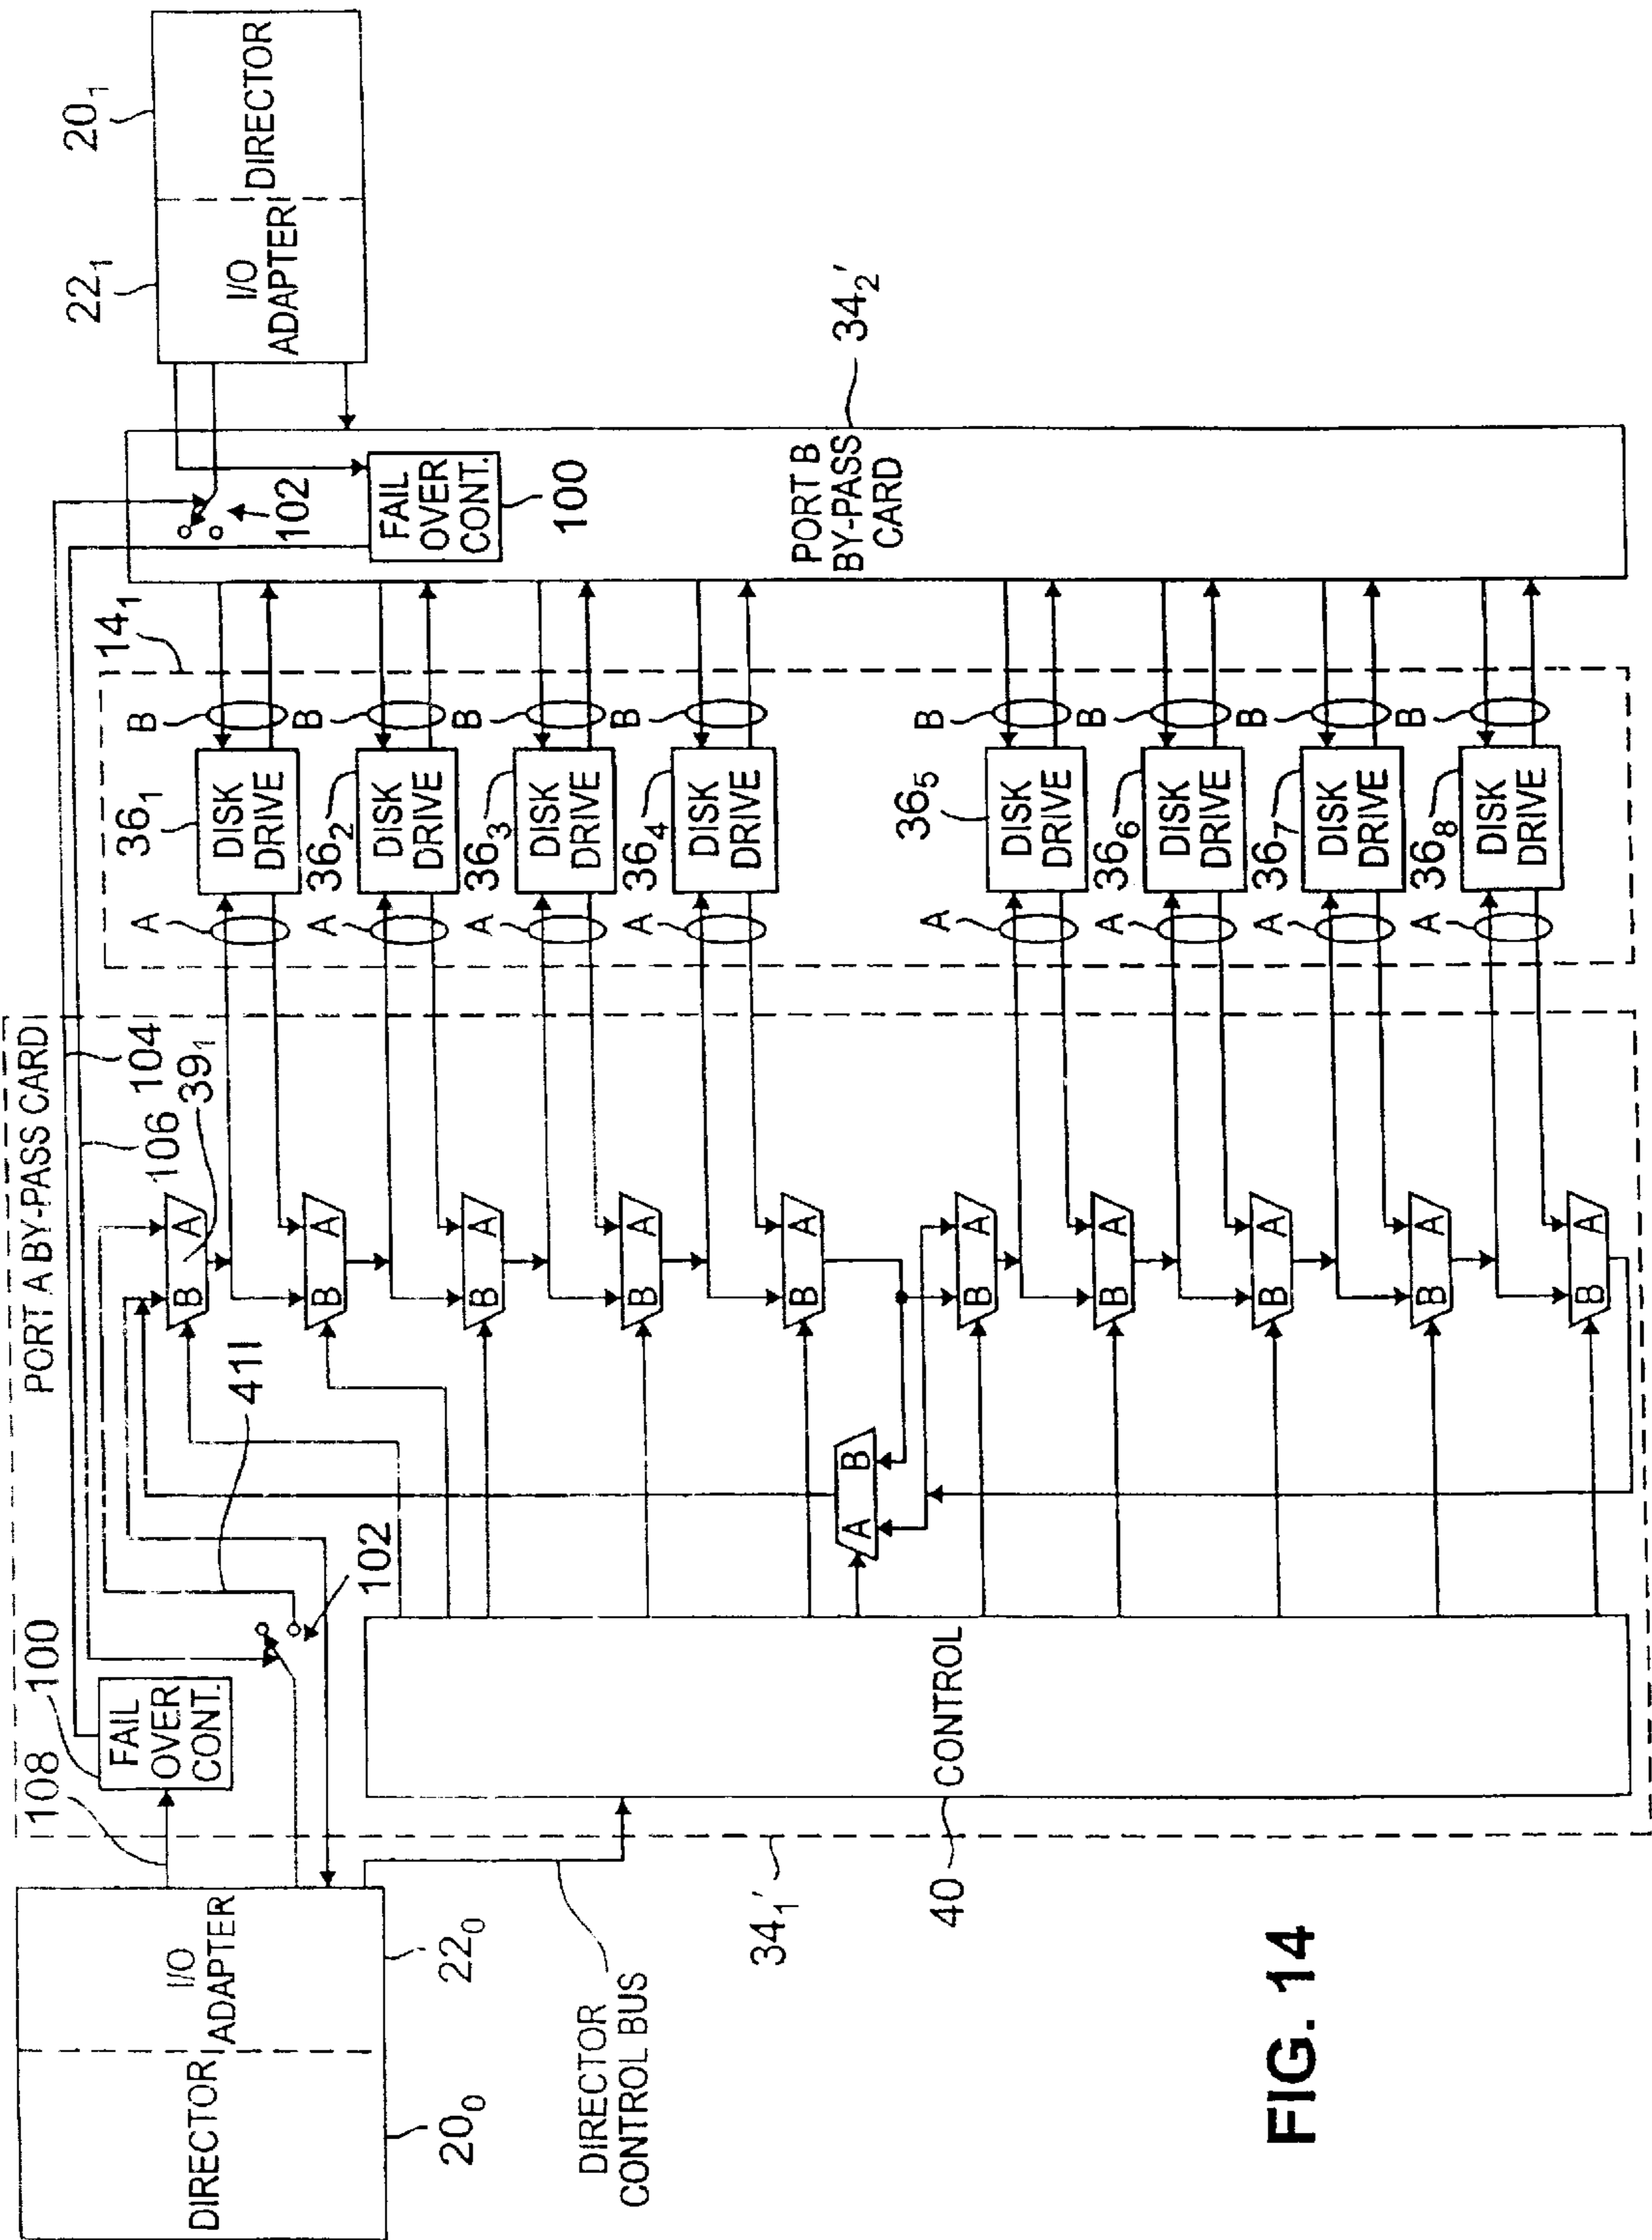 20₁
22₁
DIRECTOR
I/O
ADAPTER
34₂'
102
FAIL
OVER
CONT.
100
PORT B
BY-PASS
CARD
14₁
B
B
B
B
B
B
B
B
36₁
DISK
DRIVE
36₂
DISK
DRIVE
36₃
DISK
DRIVE
36₄
DISK
DRIVE
36₅
DISK
DRIVE
36₆
DISK
DRIVE
36₇
DISK
DRIVE
36₈
DISK
DRIVE
A
A
A
A
A
A
A
A
PORT A BY-PASS CARD
104
106
39₁
B A
B A
B A
B A
B A
B A
B A
B A
B A
B A
A B
41I
102
100
108
FAIL
OVER
CONT.
CONTROL
40
34₁'
DIRECTOR
I/O
ADAPTER
22₀
20₀
DIRECTOR
CONTROL BUS
FIG. 14